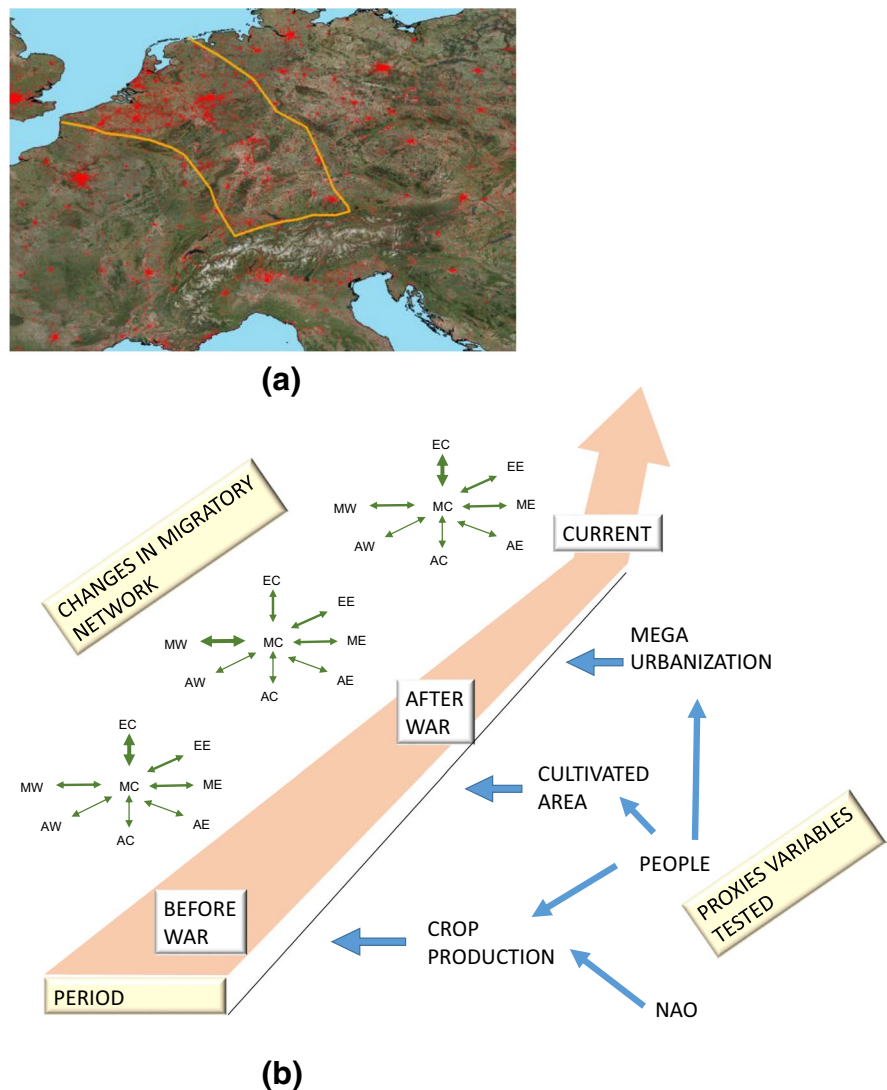 (a)
CHANGES IN MIGRATORY
NETWORK
EC
EE
MW
MC
ME
AW
AC
AE
CURRENT
EC
EE
MW
MC
ME
AW
AC
AE
MEGA
URBANIZATION
AFTER
WAR
EC
EE
MW
MC
ME
AW
AC
AE
CULTIVATED
AREA
PEOPLE
PROXIES VARIABLES
TESTED
BEFORE
WAR
CROP
PRODUCTION
PERIOD
NAO
(b)